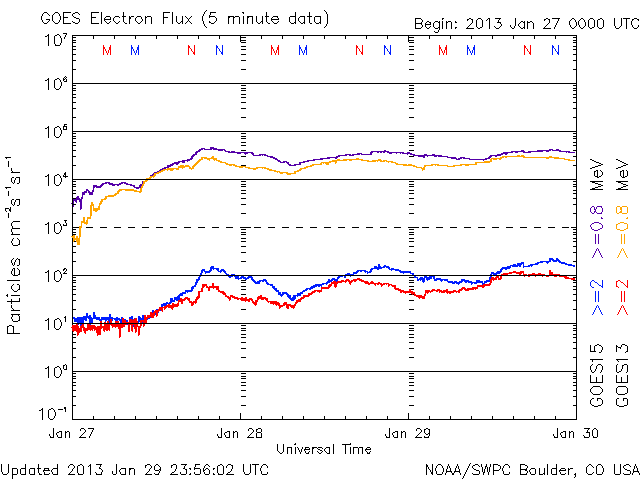 GOES Electron Flux (5 minute data)
Begin: 2013 Jan 27 0000 UTC
10⁷
M M N N M M N N M M N N
10⁶
10⁵
10⁴
10³
10²
10¹
10⁰
10⁻¹
Particles cm⁻²s⁻¹sr⁻¹
GOES15 >=2 >=0.8 MeV
GOES13 >=2 >=0.8 MeV
Jan 27 Jan 28 Jan 29 Jan 30
Universal Time
Updated 2013 Jan 29 23:56:02 UTC
NOAA/SWPC Boulder, CO USA